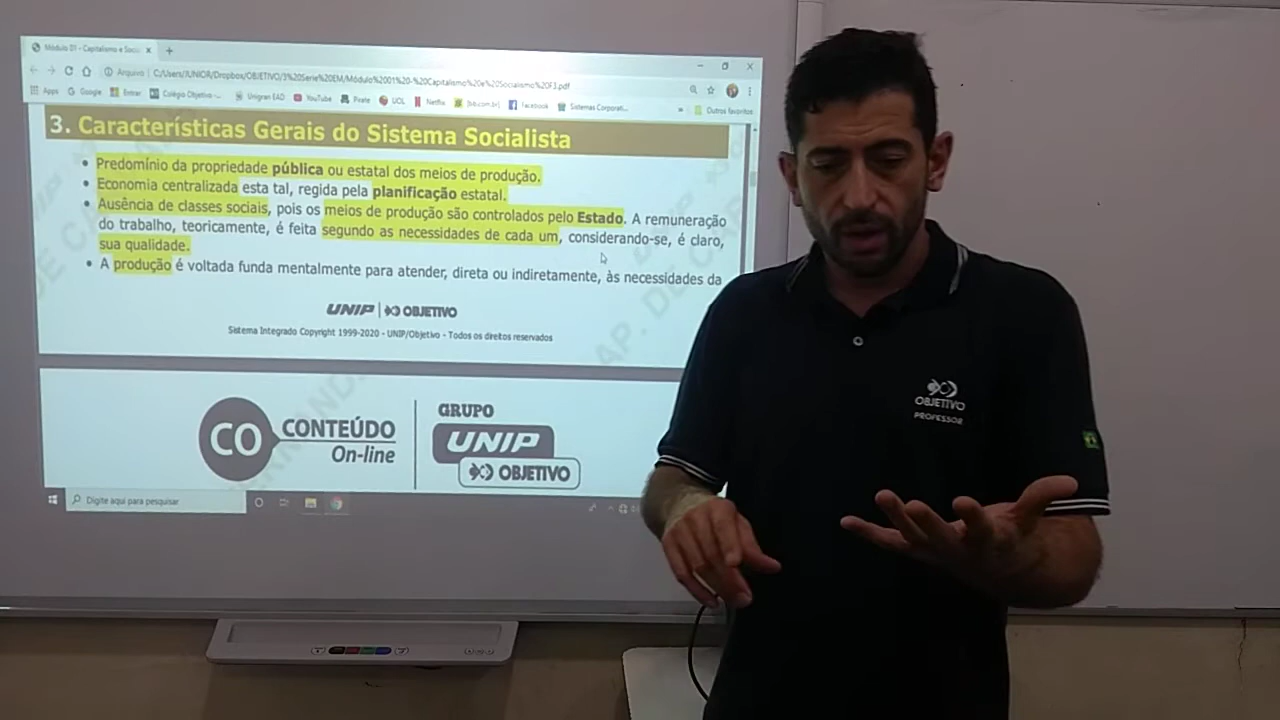 Módulo 01 - Capitalismo e Socia
Arquivo | C:/Users/JUNIOR/Dropbox/OBJETIVO/3%20Serie%20EM/Módulo%2001%20-%20Capitalismo%20e%20Socialismo%20F3.pdf
Apps Google Entrar Colégio Objetivo -... Unigran EAD YouTube Pirate UOL Netflix Facebook Sistemas Corporati... Outros favoritos
3. Características Gerais do Sistema Socialista
• Predomínio da propriedade pública ou estatal dos meios de produção.
• Economia centralizada esta tal, regida pela planificação estatal.
• Ausência de classes sociais, pois os meios de produção são controlados pelo Estado. A remuneração
do trabalho, teoricamente, é feita segundo as necessidades de cada um, considerando-se, é claro,
sua qualidade.
• A produção é voltada funda mentalmente para atender, direta ou indiretamente, às necessidades da
UNIP OBJETIVO
Sistema Integrado Copyright 1999-2020 - UNIP/Objetivo - Todos os direitos reservados
CO CONTEÚDO
On-line
GRUPO
UNIP
OBJETIVO
Digite aqui para pesquisar
OBJETIVO
PROFESSOR